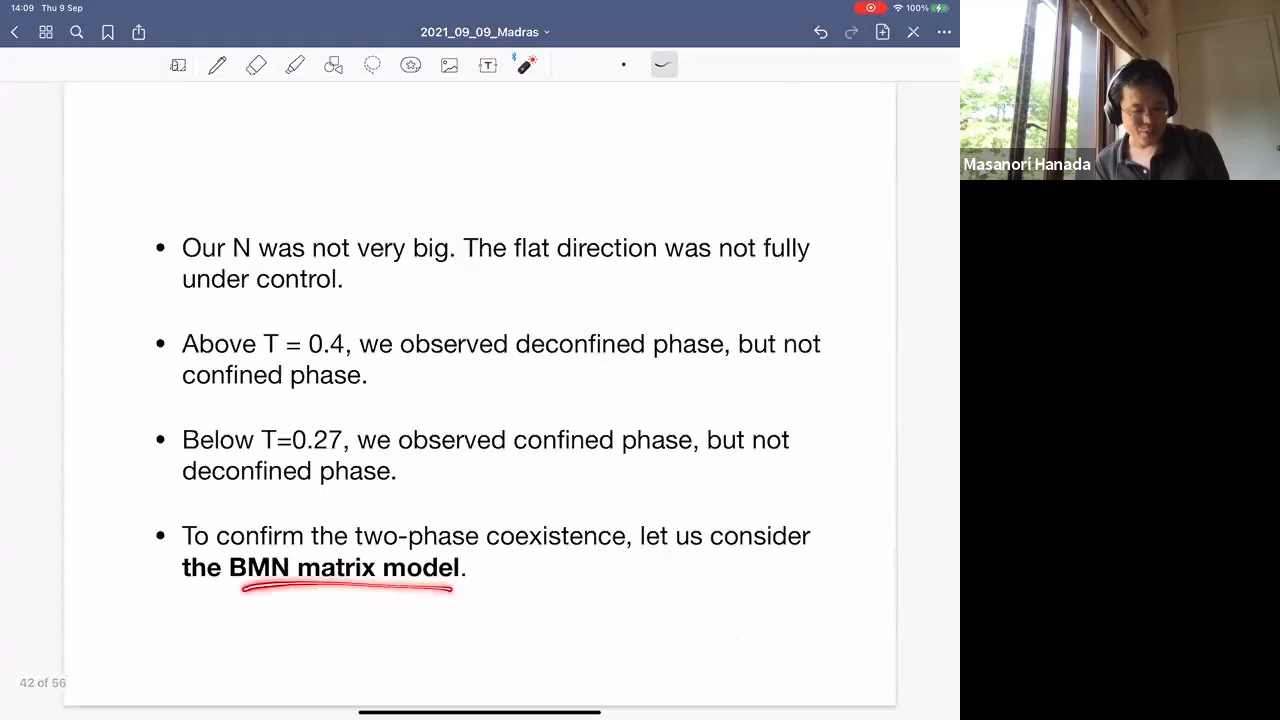 14:09 Thu 9 Sep
100%
2021_09_09_Madras
T
Masanori Hanada
• Our N was not very big. The flat direction was not fully
under control.
• Above T = 0.4, we observed deconfined phase, but not
confined phase.
• Below T=0.27, we observed confined phase, but not
deconfined phase.
• To confirm the two-phase coexistence, let us consider
the BMN matrix model.
42 of 56